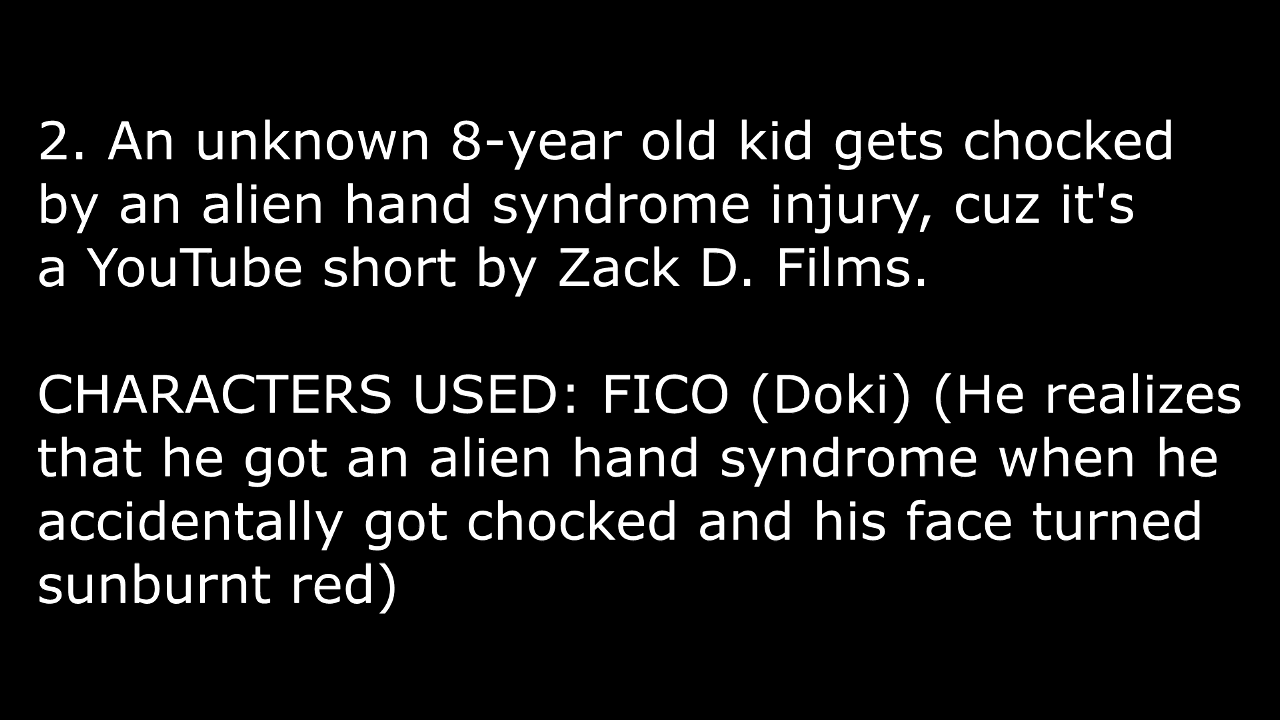 2. An unknown 8-year old kid gets chocked
by an alien hand syndrome injury, cuz it's
a YouTube short by Zack D. Films.
CHARACTERS USED: FICO (Doki) (He realizes
that he got an alien hand syndrome when he
accidentally got chocked and his face turned
sunburnt red)